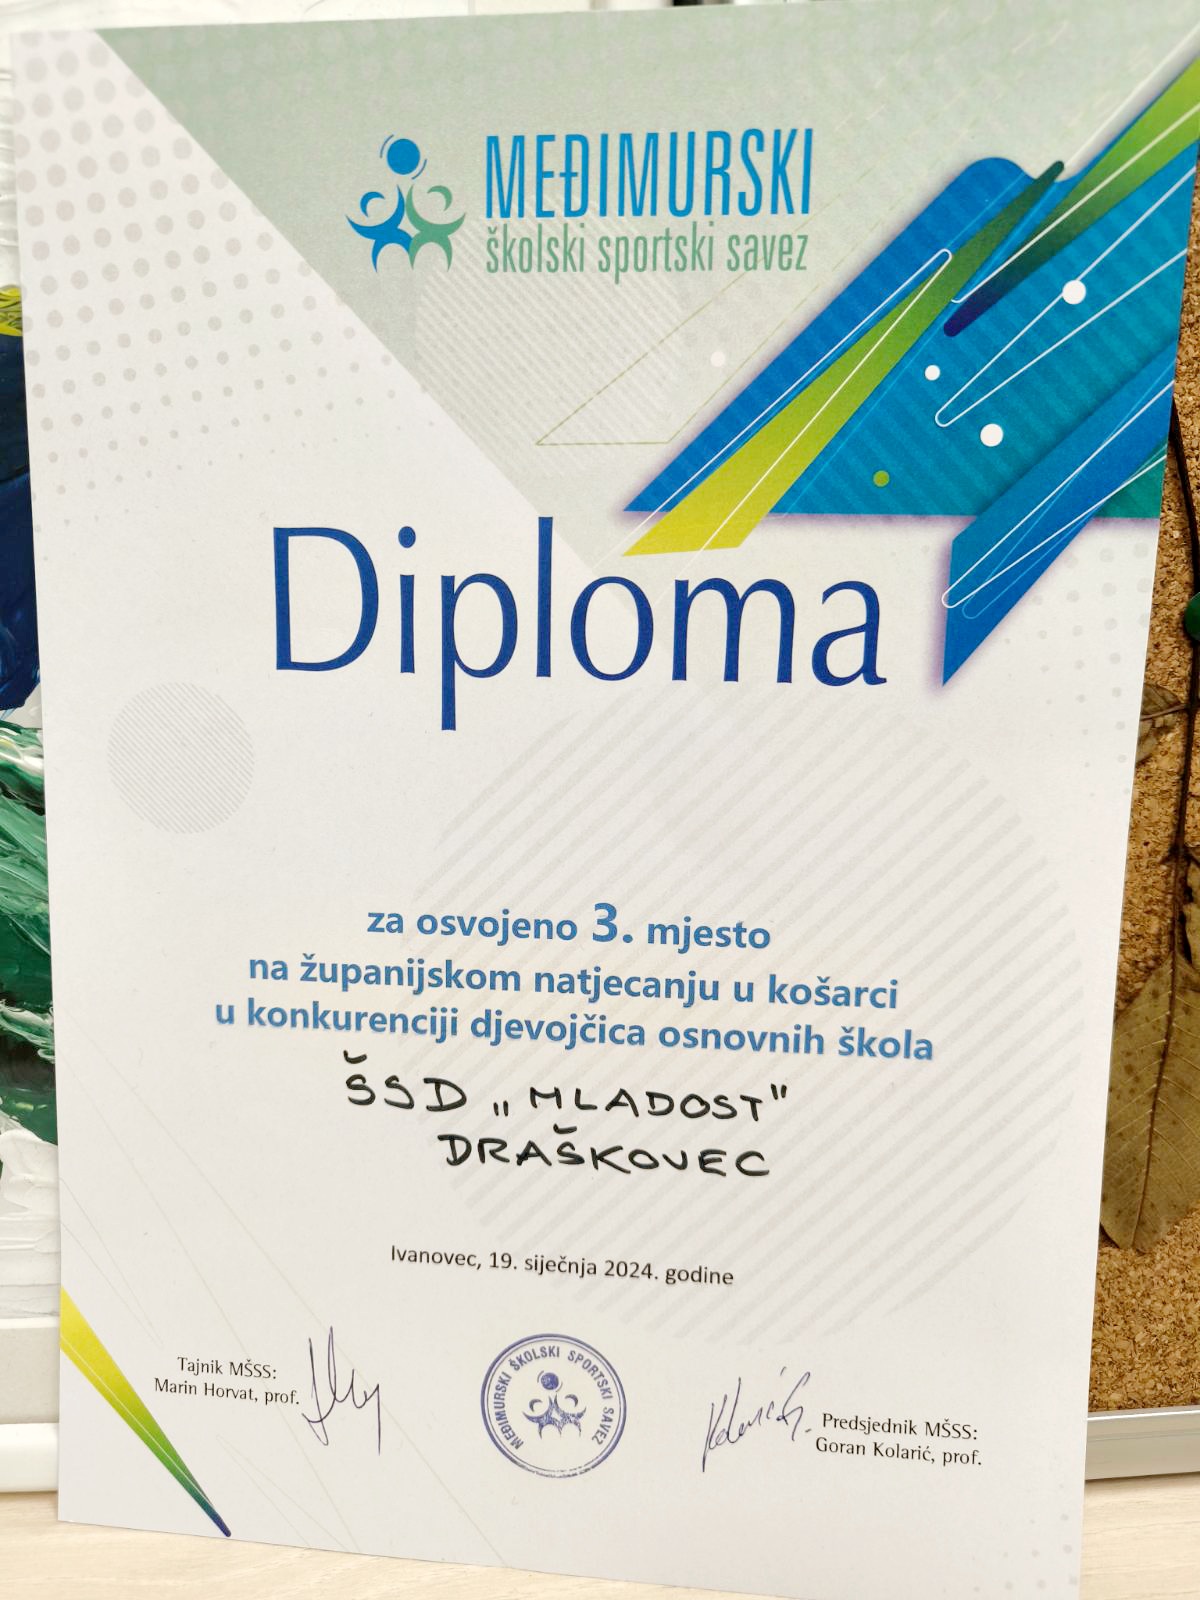 MEĐIMURSKI
školski sportski savez
Diploma
za osvojeno 3. mjesto
na županijskom natjecanju u košarci
u konkurenciji djevojčica osnovnih škola
ŠSD „MLADOST"
DRAŠKOVEC
Ivanovec, 19. siječnja 2024. godine
Tajnik MŠSS:
Marin Horvat, prof.
MEĐIMURSKI ŠKOLSKI SPORTSKI SAVEZ
Predsjednik MŠSS:
Goran Kolarić, prof.